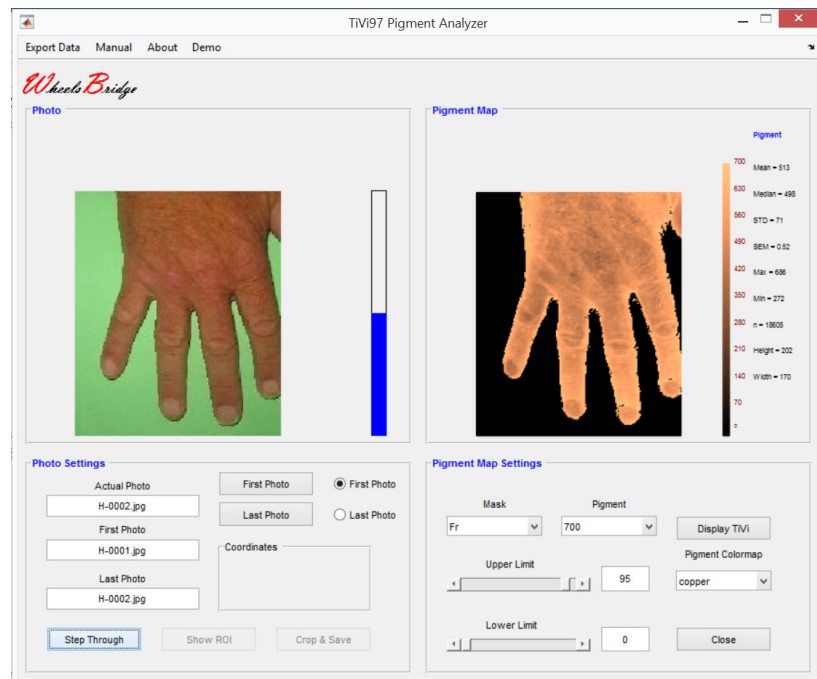 TiVi97 Pigment Analyzer
Export Data Manual About Demo
Wheels Bridge
Photo
Pigment Map
Pigment
700
Mean = 513
630
Median = 498
560
STD = 71
490
SEM = 0.52
420
Max = 686
350
Min = 272
280
n = 18605
210
Height = 202
140
Width = 170
70
0
Photo Settings
Actual Photo
H-0002.jpg
First Photo
H-0001.jpg
Last Photo
H-0002.jpg
First Photo
First Photo
Last Photo
Last Photo
Coordinates
Step Through
Show ROI
Crop & Save
Pigment Map Settings
Mask
Fr
Pigment
700
Display TiVi
Upper Limit
95
Pigment Colormap
copper
Lower Limit
0
Close